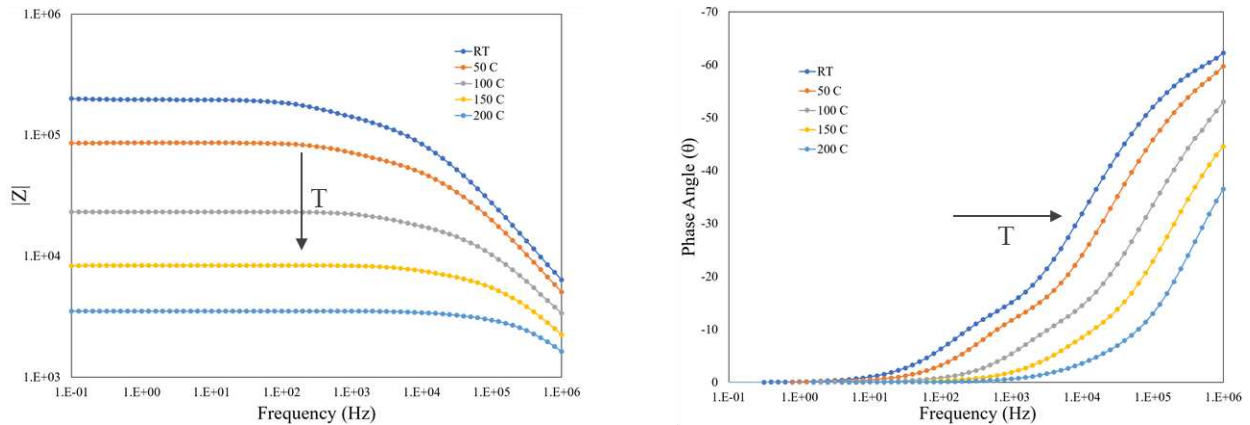 1.E+06
1.E+05
1.E+04
1.E+03
|Z|
RT
50 C
100 C
150 C
200 C
T
1.E-01 1.E+00 1.E+01 1.E+02 1.E+03 1.E+04 1.E+05 1.E+06
Frequency (Hz)
-70
-60
-50
-40
-30
-20
-10
0
Phase Angle (θ)
RT
50 C
100 C
150 C
200 C
T
1.E-01 1.E+00 1.E+01 1.E+02 1.E+03 1.E+04 1.E+05 1.E+06
Frequency (Hz)